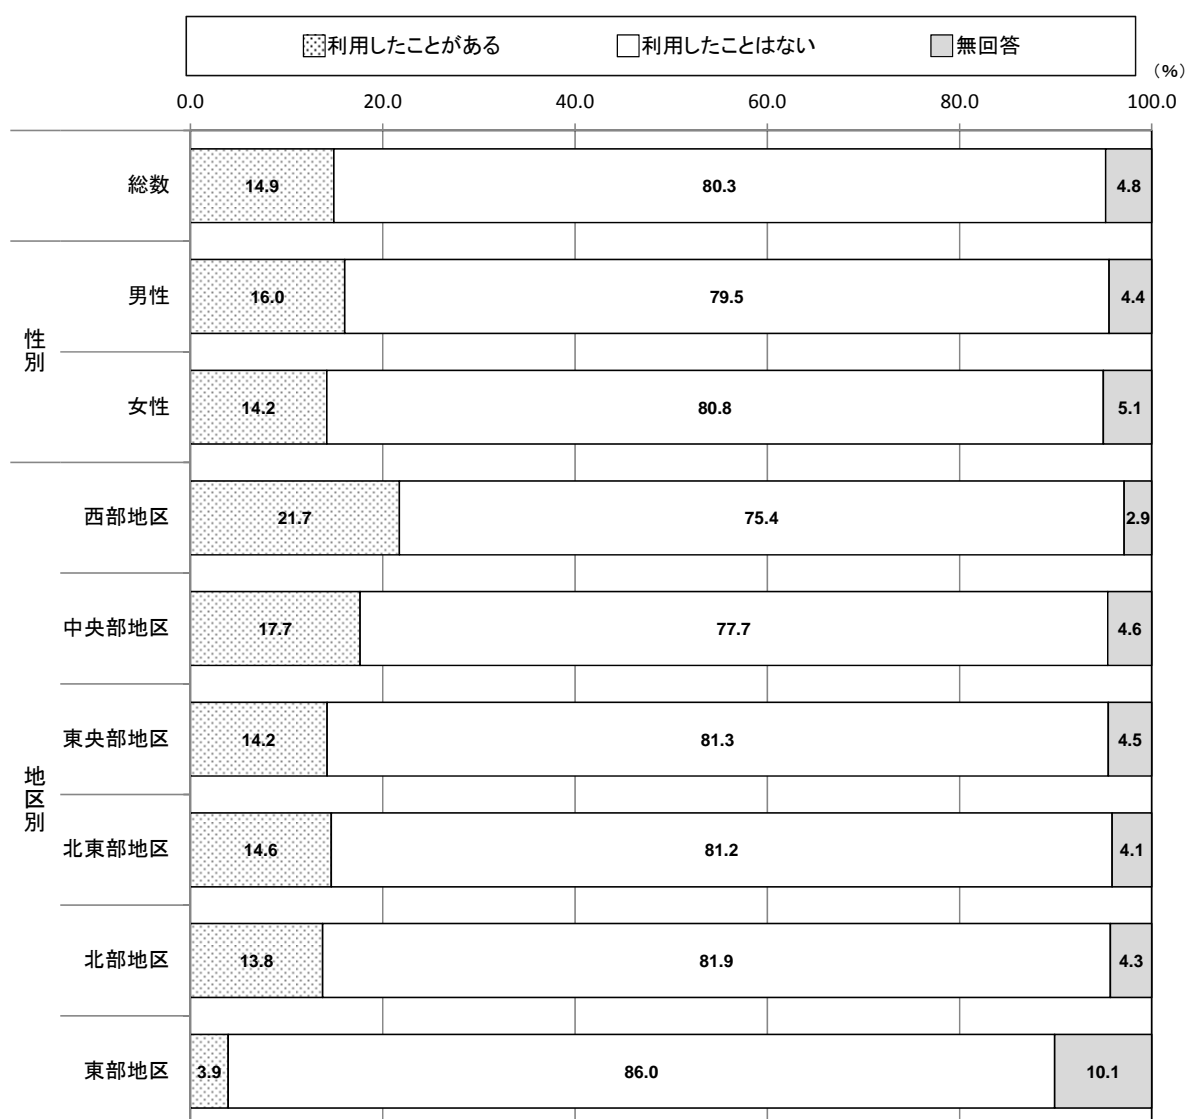 利用したことがある 利用したことはない 無回答
(%)
0.0 20.0 40.0 60.0 80.0 100.0
総数 14.9 80.3 4.8
性別
男性 16.0 79.5 4.4
女性 14.2 80.8 5.1
地区別
西部地区 21.7 75.4 2.9
中央部地区 17.7 77.7 4.6
東央部地区 14.2 81.3 4.5
北東部地区 14.6 81.2 4.1
北部地区 13.8 81.9 4.3
東部地区 3.9 86.0 10.1